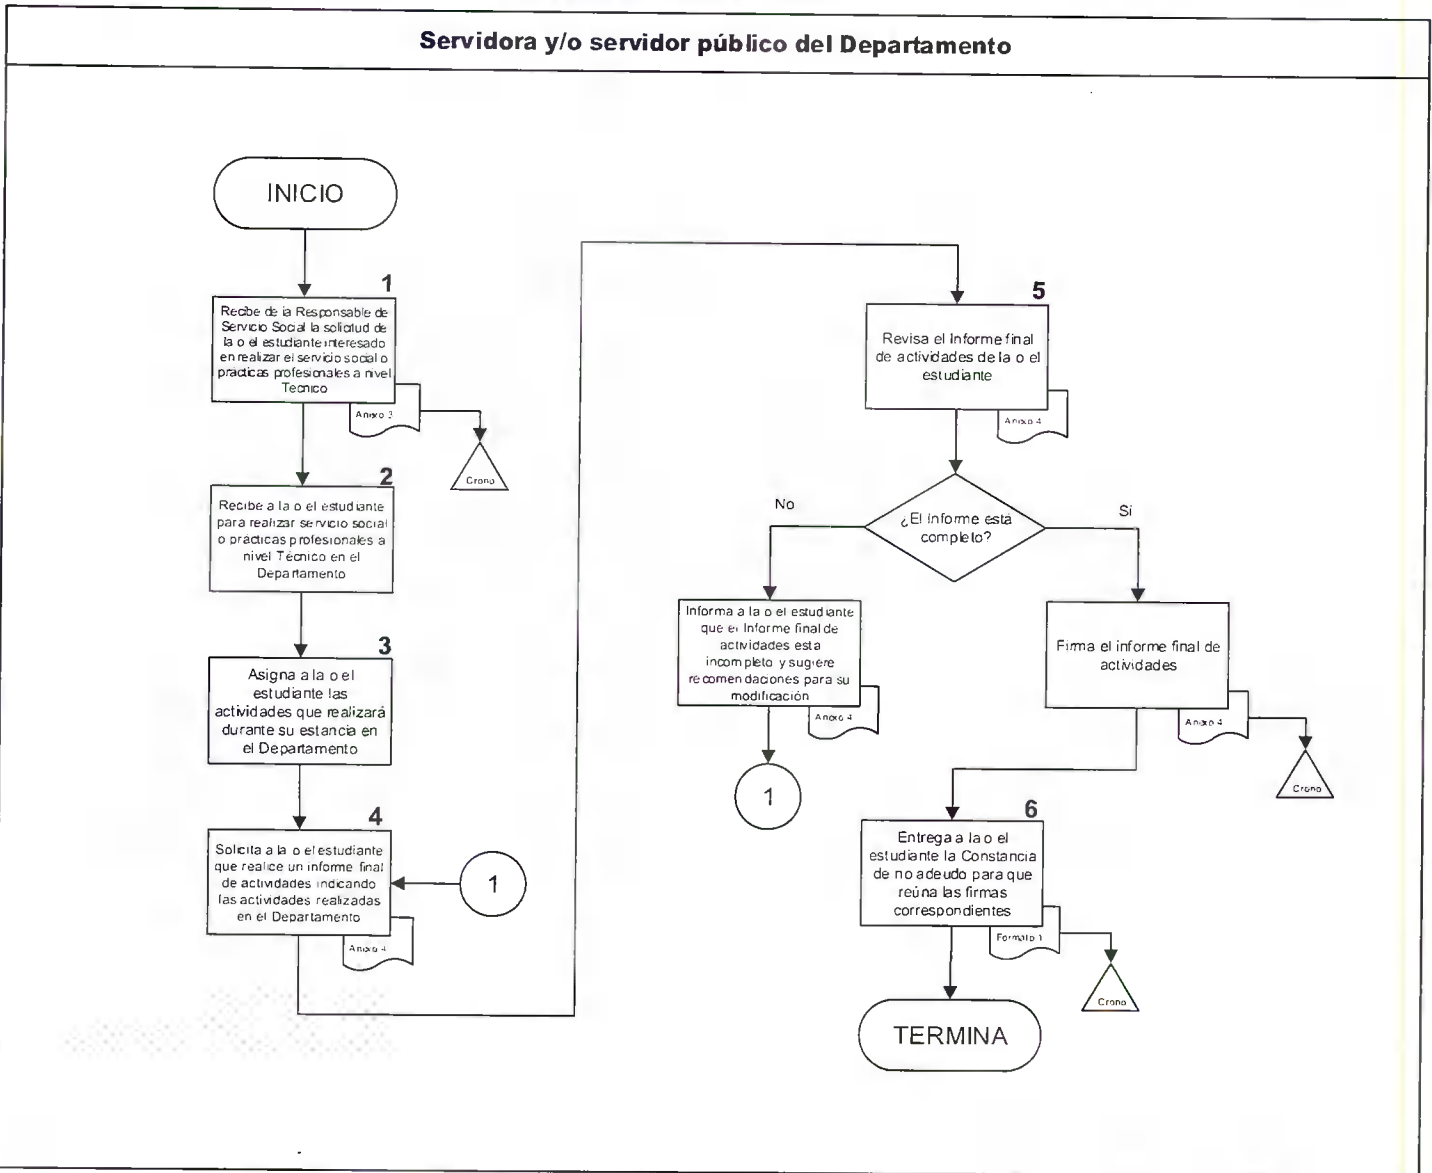 Servidora y/o servidor público del Departamento
INICIO
1
Recibe de la Responsable de
Servicio Social la solicitud de
la o el estudiante interesado
en realizar el servicio social o
prácticas profesionales a nivel
Tecnico
Anexo 3
Crono
2
Recibe a la o el estudiante
para realizar servicio social
o prácticas profesionales a
nivel Técnico en el
Departamento
3
Asigna a la o el
estudiante las
actividades que realizará
durante su estancia en
el Departamento
4
Solicita a la o el estudiante
que realice un informe final
de actividades indicando
las actividades realizadas
en el Departamento
Anexo 4
1
5
Revisa el Informe final
de actividades de la o el
estudiante
Anexo 4
¿El Informe está
completo?
No
Si
Informa a la o el estudiante
que el Informe final de
actividades esta
incompleto y sugiere
recomendaciones para su
modificación
Anexo 4
1
Firma el informe final de
actividades
Anexo 4
Crono
6
Entrega a la o el
estudiante la Constancia
de no adeudo para que
reúna las firmas
correspondientes
Formato 1
Crono
TERMINA